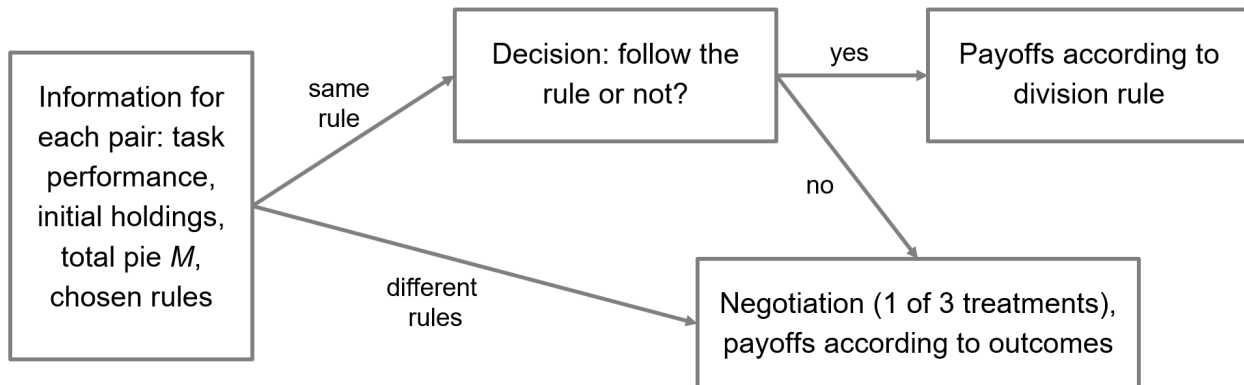 Information for
each pair: task
performance,
initial holdings,
total pie M,
chosen rules
same
rule
different
rules
Decision: follow the
rule or not?
yes
no
Payoffs according to
division rule
Negotiation (1 of 3 treatments),
payoffs according to outcomes